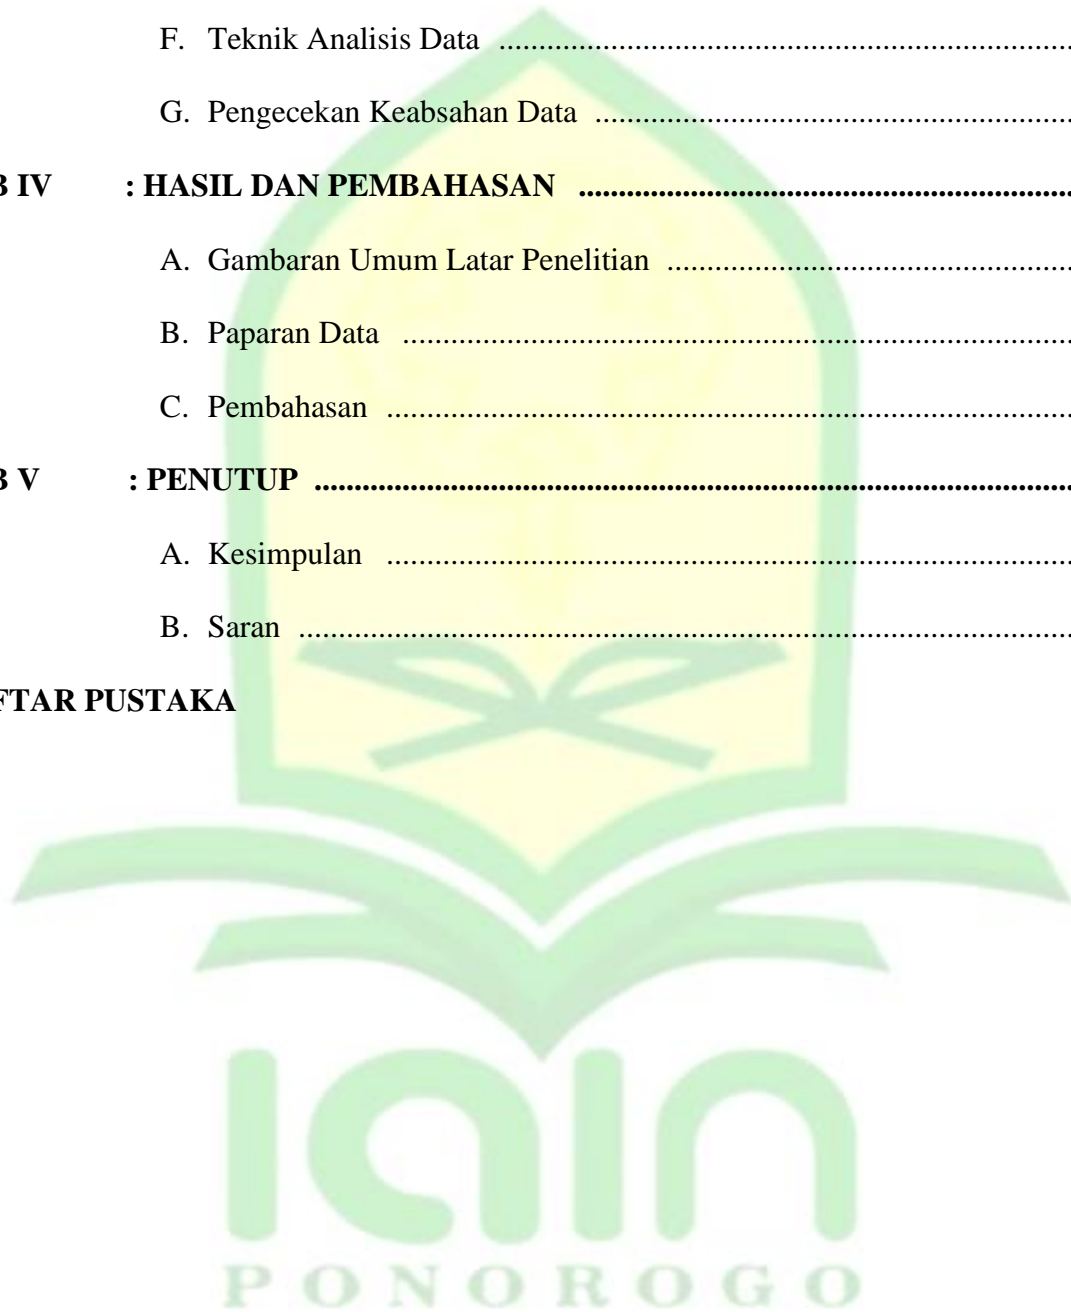 F. Teknik Analisis Data ........................................................................
G. Pengecekan Keabsahan Data ............................................................
B IV : HASIL DAN PEMBAHASAN ..............................................................
A. Gambaran Umum Latar Penelitian ...................................................
B. Paparan Data ....................................................................................
C. Pembahasan ......................................................................................
B V : PENUTUP ................................................................................................
A. Kesimpulan ......................................................................................
B. Saran .................................................................................................
FTAR PUSTAKA
iain
PONOROGO